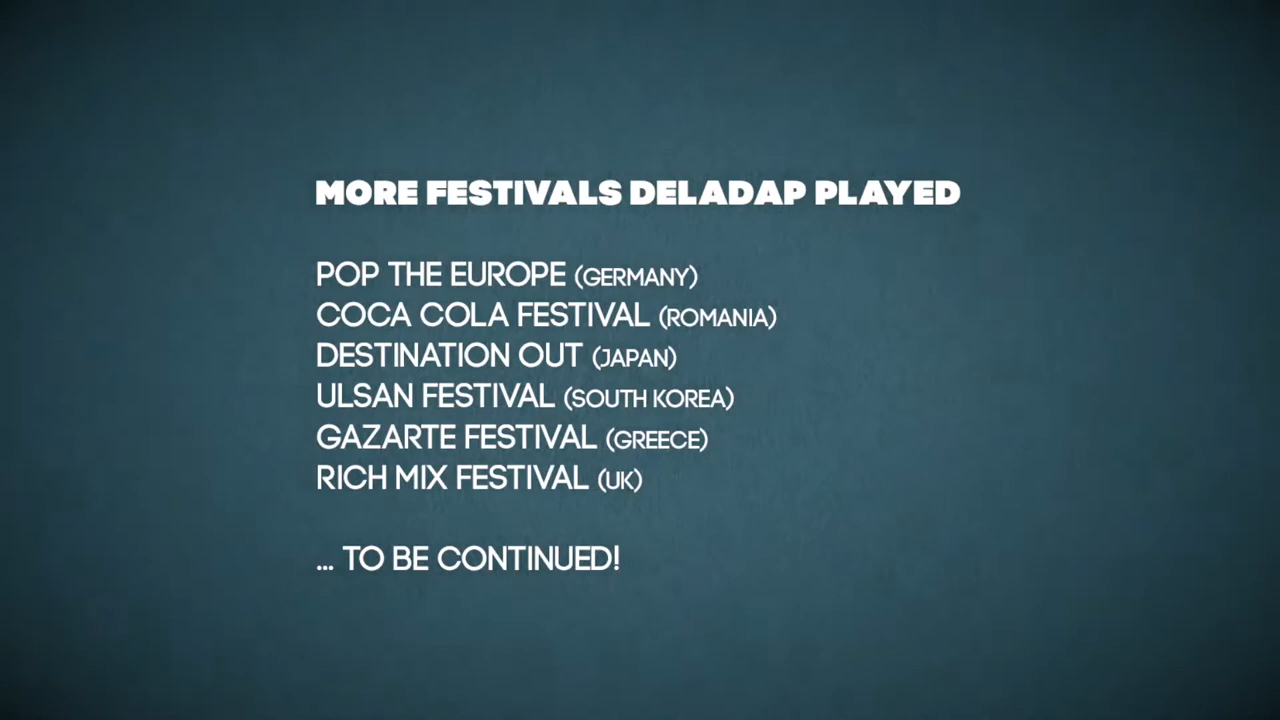 MORE FESTIVALS DELADAP PLAYED
POP THE EUROPE (GERMANY)
COCA COLA FESTIVAL (ROMANIA)
DESTINATION OUT (JAPAN)
ULSAN FESTIVAL (SOUTH KOREA)
GAZARTE FESTIVAL (GREECE)
RICH MIX FESTIVAL (UK)
... TO BE CONTINUED!